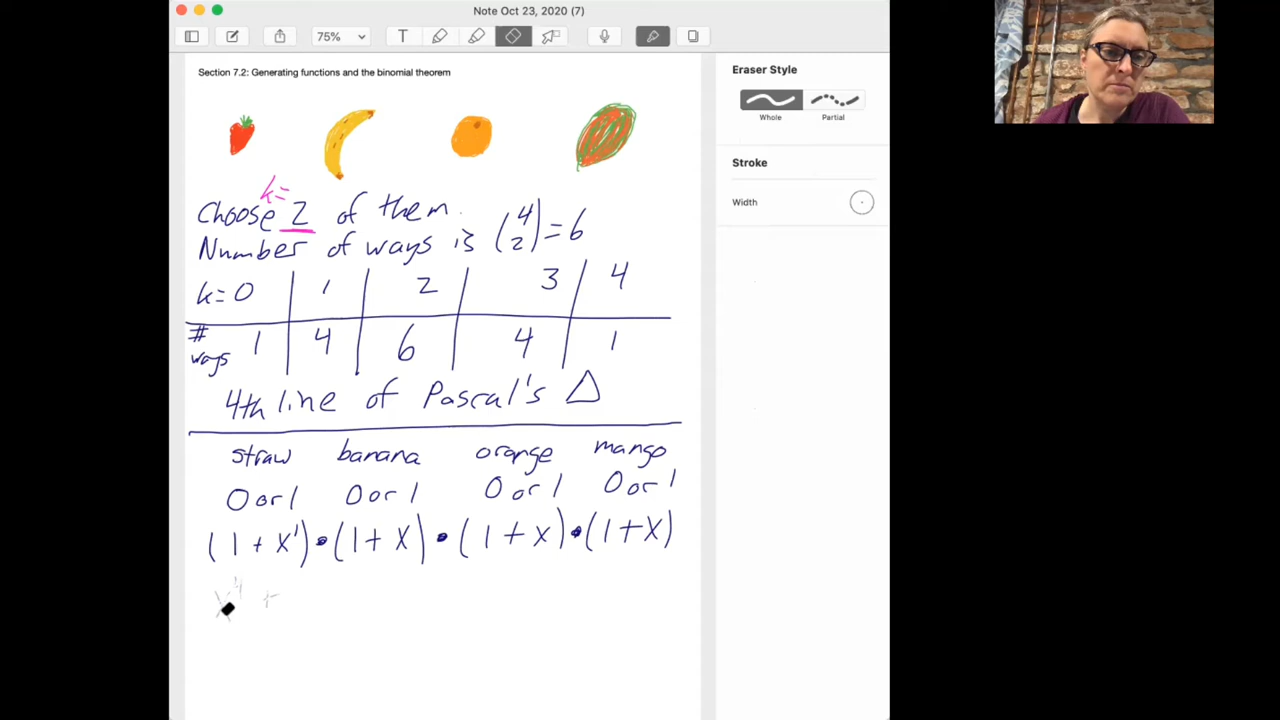 Note Oct 23, 2020 (7)
75%
T
Section 7.2: Generating functions and the binomial theorem
k=
Choose 2 of them.
Number of ways is (4 2) = 6
k=0 1 2 3 4
# ways 1 4 6 4 1
4th line of Pascal's Δ
straw banana orange mango
0 or 1 0 or 1 0 or 1 0 or 1
(1 + x¹) • (1 + x) • (1 + x) • (1 + x)
x⁴ +
Eraser Style
Whole Partial
Stroke
Width